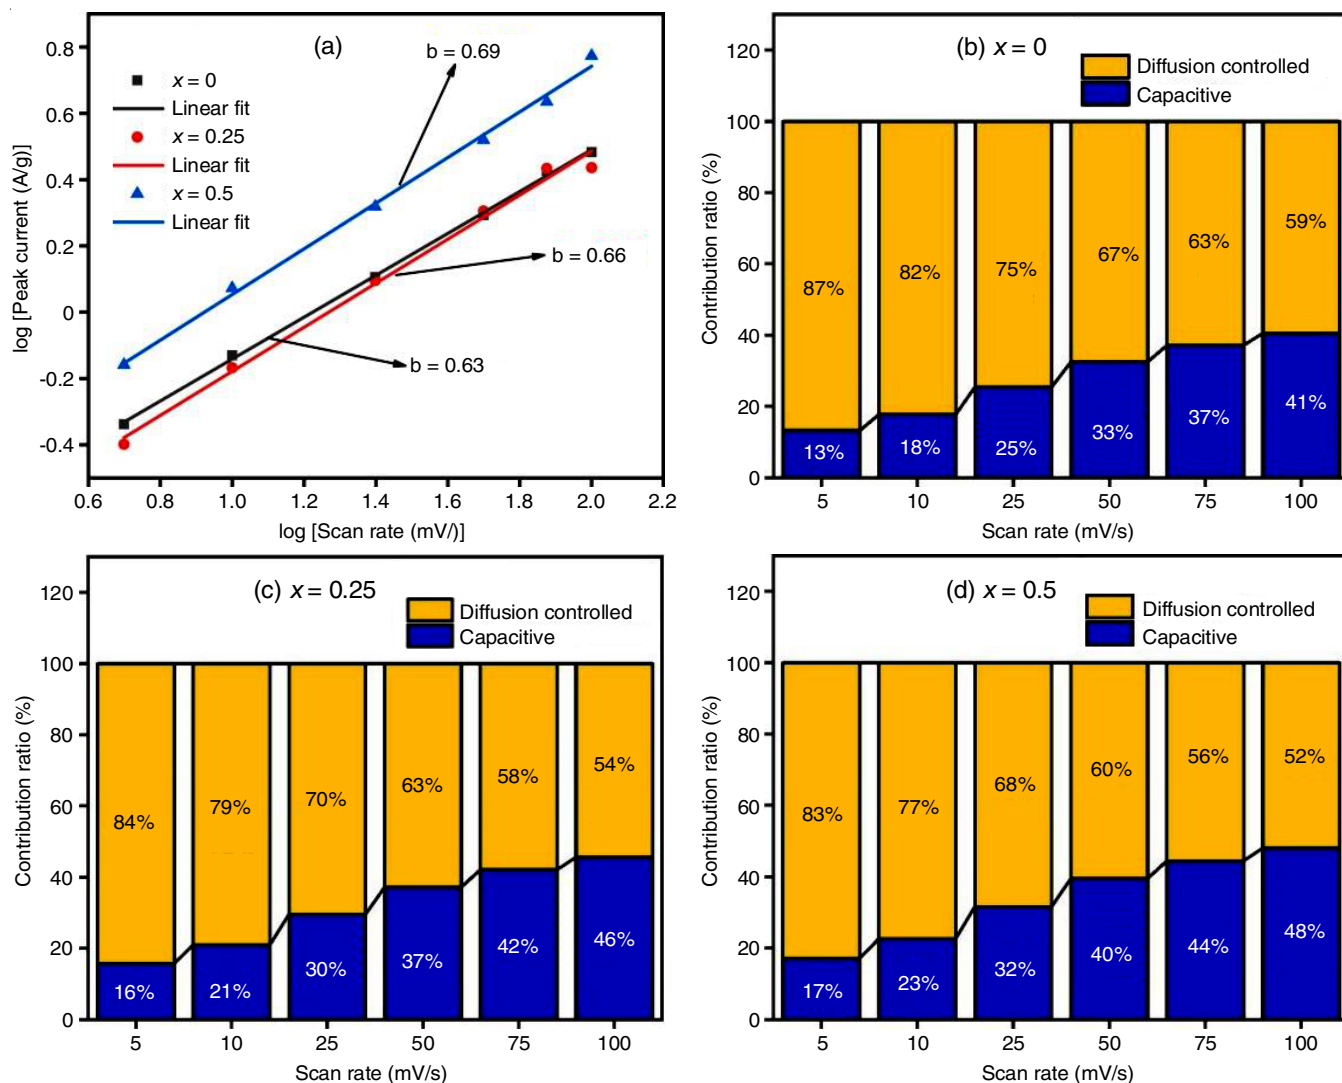 (a)
0.8
0.6
0.4
0.2
0
-0.2
-0.4
log [Peak current (A/g)]
x = 0
Linear fit
x = 0.25
Linear fit
x = 0.5
Linear fit
b = 0.69
b = 0.66
b = 0.63
0.6 0.8 1.0 1.2 1.4 1.6 1.8 2.0 2.2
log [Scan rate (mV/)]
(b) x = 0
Diffusion controlled
Capacitive
120
100
80
60
40
20
0
Contribution ratio (%)
87% 82% 75% 67% 63% 59%
13% 18% 25% 33% 37% 41%
5 10 25 50 75 100
Scan rate (mV/s)
(c) x = 0.25
Diffusion controlled
Capacitive
120
100
80
60
40
20
0
Contribution ratio (%)
84% 79% 70% 63% 58% 54%
16% 21% 30% 37% 42% 46%
5 10 25 50 75 100
Scan rate (mV/s)
(d) x = 0.5
Diffusion controlled
Capacitive
120
100
80
60
40
20
0
Contribution ratio (%)
83% 77% 68% 60% 56% 52%
17% 23% 32% 40% 44% 48%
5 10 25 50 75 100
Scan rate (mV/s)